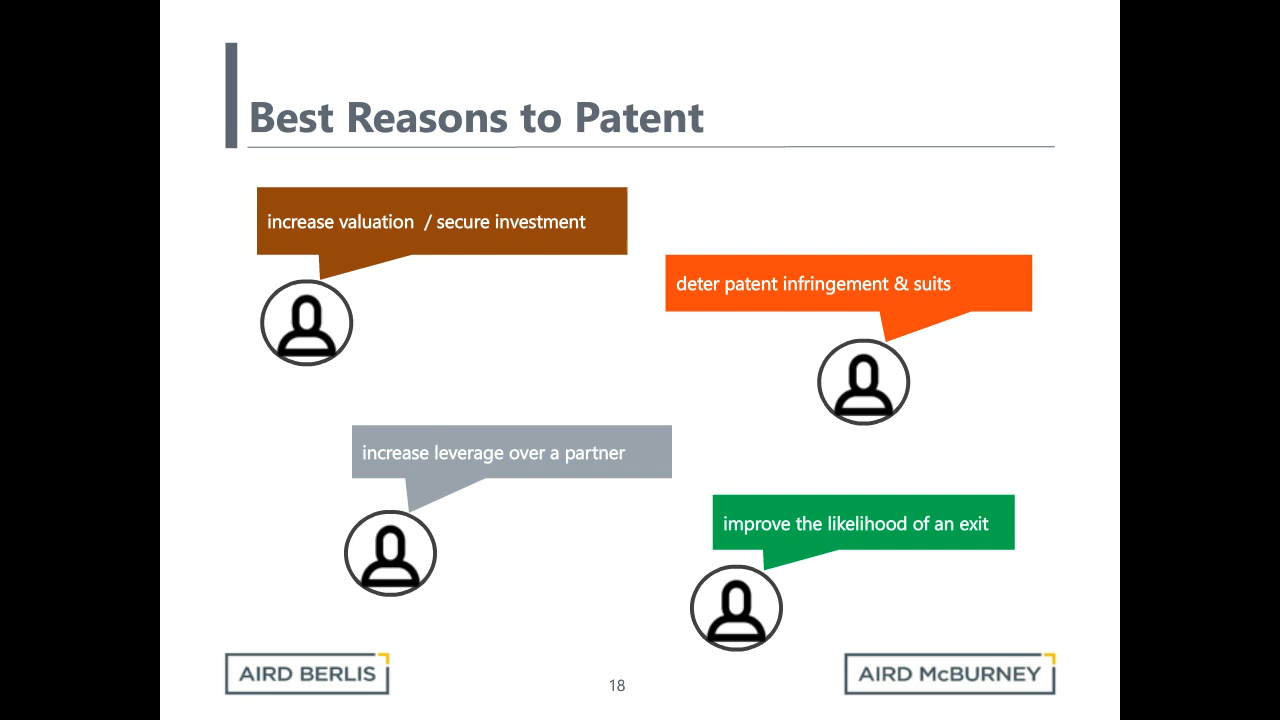 Best Reasons to Patent
increase valuation / secure investment
deter patent infringement & suits
increase leverage over a partner
improve the likelihood of an exit
AIRD BERLIS
18
AIRD McBURNEY